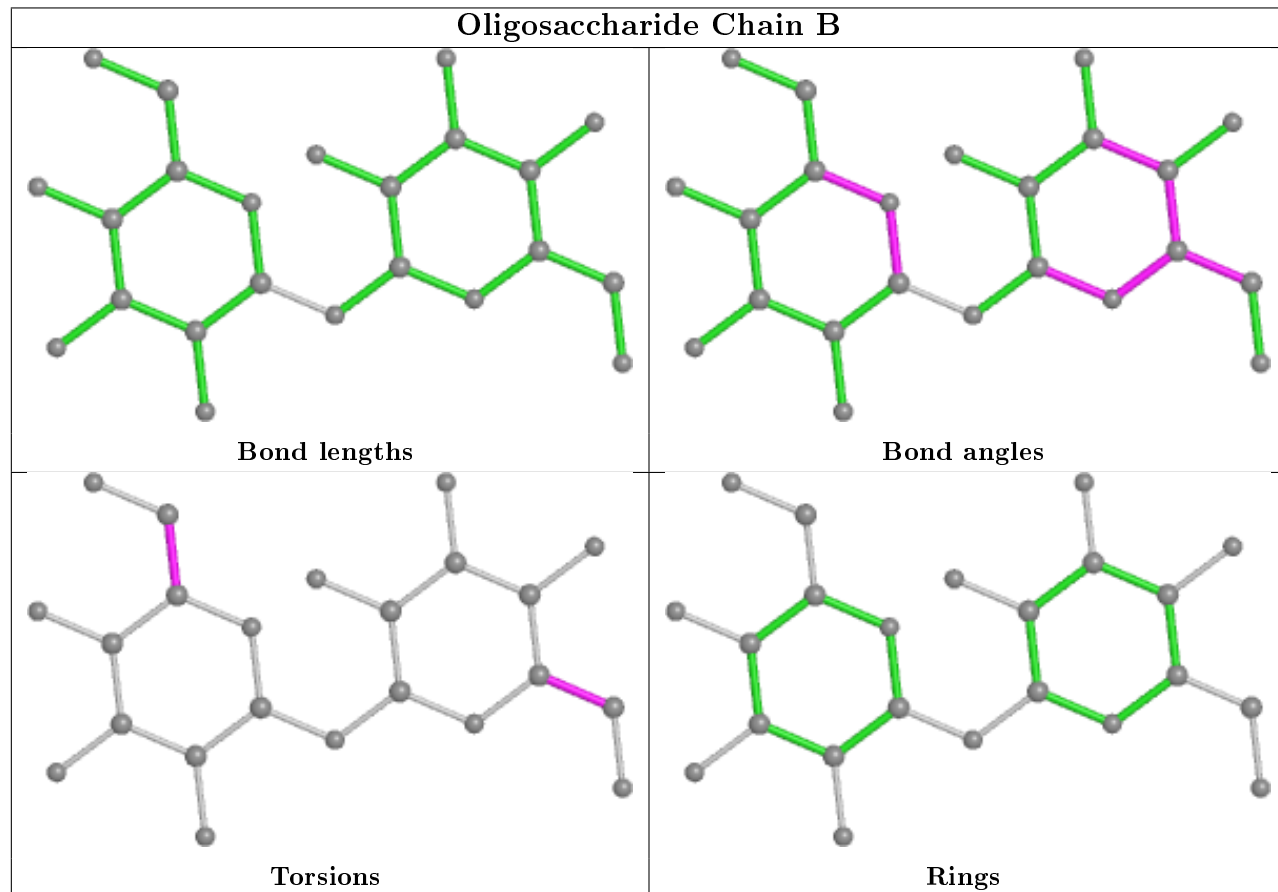 Oligosaccharide Chain B
Bond lengths
Bond angles
Torsions
Rings